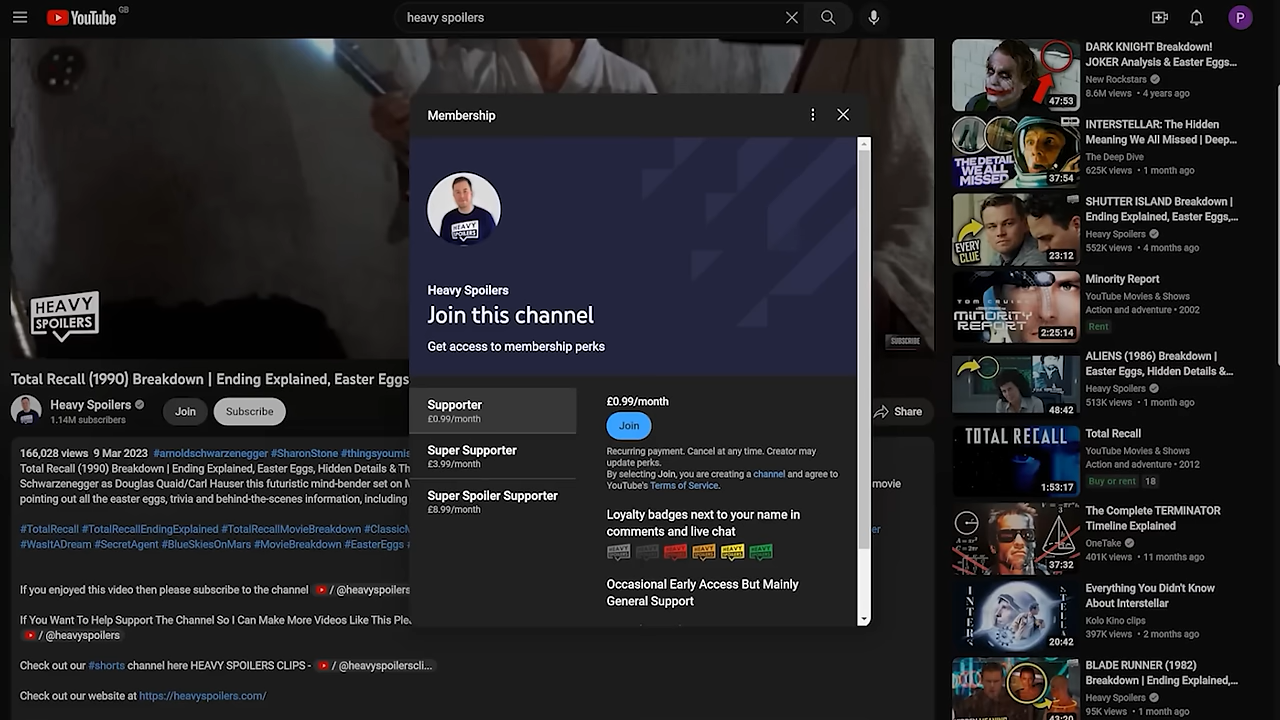 YouTube GB
heavy spoilers
P
Membership
Heavy Spoilers
Join this channel
Get access to membership perks
Supporter
£0.99/month
Super Supporter
£3.99/month
Super Spoiler Supporter
£8.99/month
£0.99/month
Join
Recurring payment. Cancel at any time. Creator may
update perks.
By selecting Join, you are creating a channel and agree to
YouTube's Terms of Service.
Loyalty badges next to your name in
comments and live chat
Occasional Early Access But Mainly
General Support
HEAVY
SPOILERS
SUBSCRIBE
Total Recall (1990) Breakdown | Ending Explained, Easter Eggs
Heavy Spoilers
1.14M subscribers
Join
Subscribe
Share
166,028 views 9 Mar 2023 #arnoldschwarzenegger #SharonStone #thingsyoumis
Total Recall (1990) Breakdown | Ending Explained, Easter Eggs, Hidden Details & Th
Schwarzenegger as Douglas Quaid/Carl Hauser this futuristic mind-bender set on M
movie
pointing out all the easter eggs, trivia and behind-the-scenes information, including
#TotalRecall #TotalRecallEndingExplained #TotalRecallMovieBreakdown #ClassicM
er
#WasItADream #SecretAgent #BlueSkiesOnMars #MovieBreakdown #EasterEggs #
If you enjoyed this video then please subscribe to the channel / @heavyspoilers
If You Want To Help Support The Channel So I Can Make More Videos Like This Plea
/ @heavyspoilers
Check out our #shorts channel here HEAVY SPOILERS CLIPS - / @heavyspoilerscli...
Check out our website at https://heavyspoilers.com/
47:53
DARK KNIGHT Breakdown!
JOKER Analysis & Easter Eggs...
New Rockstars
8.6M views • 4 years ago
THE DETAIL
WE ALL
MISSED
37:54
INTERSTELLAR: The Hidden
Meaning We All Missed | Deep...
The Deep Dive
625K views • 1 month ago
EVERY
CLUE
23:12
SHUTTER ISLAND Breakdown |
Ending Explained, Easter Eggs,...
Heavy Spoilers
552K views • 4 months ago
TOM CRUISE
MINORITY
REPORT
2:25:14
Minority Report
YouTube Movies & Shows
Action and adventure • 2002
Rent
48:42
ALIENS (1986) Breakdown |
Easter Eggs, Hidden Details &...
Heavy Spoilers
513K views • 1 month ago
TOTAL RECALL
1:53:17
Total Recall
YouTube Movies & Shows
Action and adventure • 2012
Buy or rent 18
37:32
The Complete TERMINATOR
Timeline Explained
OneTake
401K views • 11 months ago
INTER
STELLA
20:42
Everything You Didn't Know
About Interstellar
Kolo Kino clips
397K views • 2 months ago
43:20
BLADE RUNNER (1982)
Breakdown | Ending Explained,...
Heavy Spoilers
95K views • 1 month ago